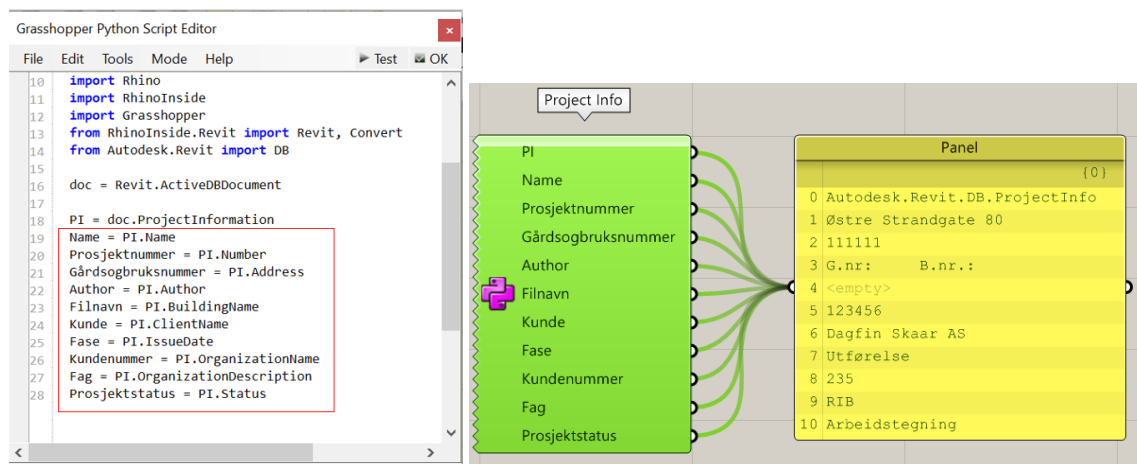 Grasshopper Python Script Editor
File Edit Tools Mode Help Test OK
10 import Rhino
11 import RhinoInside
12 import Grasshopper
13 from RhinoInside.Revit import Revit, Convert
14 from Autodesk.Revit import DB
15
16 doc = Revit.ActiveDBDocument
17
18 PI = doc.ProjectInformation
19 Name = PI.Name
20 Prosjektnummer = PI.Number
21 Gårdsogbruksnummer = PI.Address
22 Author = PI.Author
23 Filnavn = PI.BuildingName
24 Kunde = PI.ClientName
25 Fase = PI.IssueDate
26 Kundenummer = PI.OrganizationName
27 Fag = PI.OrganizationDescription
28 Prosjektstatus = PI.Status
Project Info
PI
Name
Prosjektnummer
Gårdsogbruksnummer
Author
Filnavn
Kunde
Fase
Kundenummer
Fag
Prosjektstatus
Panel
{0}
0 Autodesk.Revit.DB.ProjectInfo
1 Østre Strandgate 80
2 111111
3 G.nr: B.nr.:
4 <empty>
5 123456
6 Dagfin Skaar AS
7 Utførelse
8 235
9 RIB
10 Arbeidstegning